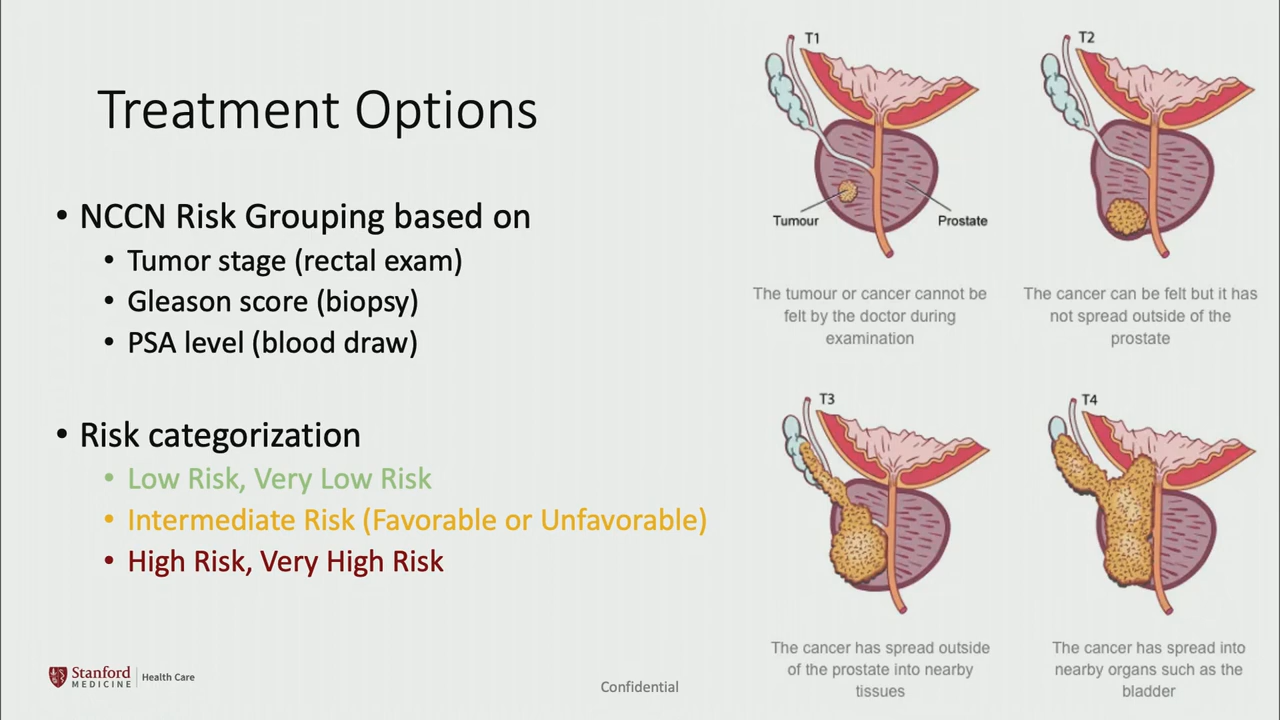 Treatment Options
• NCCN Risk Grouping based on
• Tumor stage (rectal exam)
• Gleason score (biopsy)
• PSA level (blood draw)
• Risk categorization
• Low Risk, Very Low Risk
• Intermediate Risk (Favorable or Unfavorable)
• High Risk, Very High Risk
T1
Tumour
Prostate
The tumour or cancer cannot be
felt by the doctor during
examination
T2
The cancer can be felt but it has
not spread outside of the
prostate
T3
The cancer has spread outside
of the prostate into nearby
tissues
T4
The cancer has spread into
nearby organs such as the
bladder
Stanford
MEDICINE
Health Care
Confidential